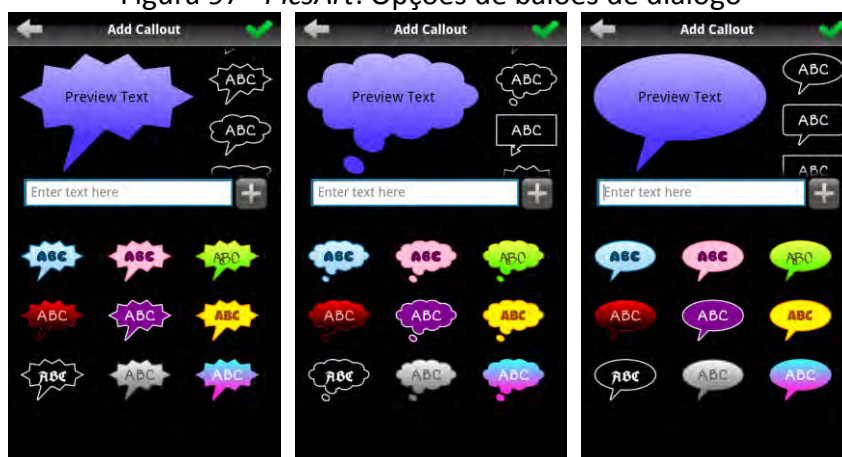 Figura 97 - PicsArt: Opções de balões de diálogo
Add Callout
Preview Text
ABC
ABC
Enter text here
ABC ABC ABC
ABC ABC ABC
ABC ABC ABC
Add Callout
Preview Text
ABC
ABC
Enter text here
ABC ABC ABC
ABC ABC ABC
ABC ABC ABC
Add Callout
Preview Text
ABC
ABC
ABC
Enter text here
ABC ABC ABC
ABC ABC ABC
ABC ABC ABC